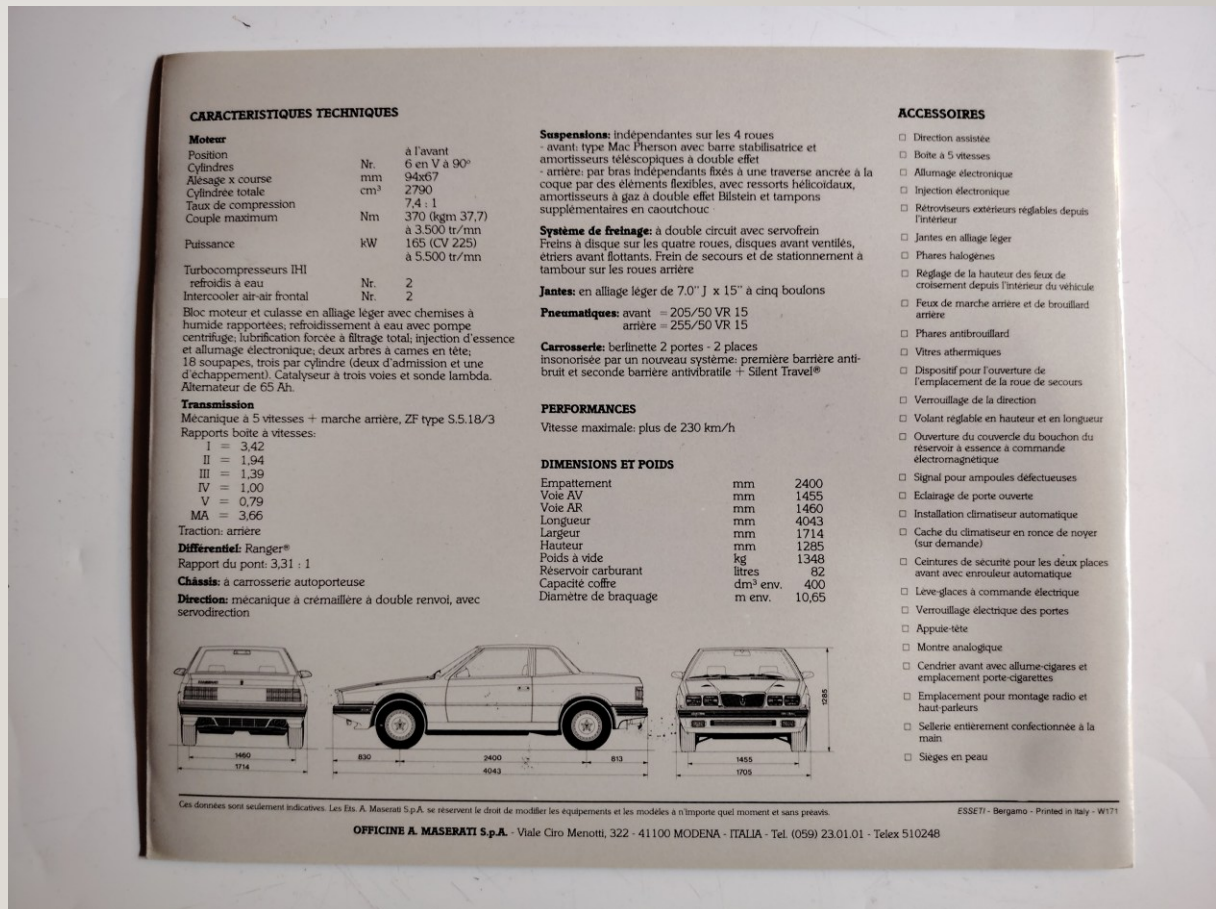 CARACTERISTIQUES TECHNIQUES
Moteur
Position à l'avant
Cylindres Nr. 6 en V à 90°
Alésage x course mm 94x67
Cylindrée totale cm³ 2790
Taux de compression 7,4 : 1
Couple maximum Nm 370 (kgm 37,7)
à 3.500 tr/mn
Puissance kW 165 (CV 225)
à 5.500 tr/mn
Turbocompresseurs IHI
refroidis à eau Nr. 2
Intercooler air-air frontal Nr. 2
Bloc moteur et culasse en alliage léger avec chemises à
humide rapportées; refroidissement à eau avec pompe
centrifuge; lubrification forcée à filtrage total; injection d'essence
et allumage électronique; deux arbres à cames en tête;
18 soupapes, trois par cylindre (deux d'admission et une
d'échappement). Catalyseur à trois voies et sonde lambda.
Alternateur de 65 Ah.
Transmission
Mécanique à 5 vitesses + marche arrière, ZF type S.5.18/3
Rapports boîte à vitesses:
I = 3,42
II = 1,94
III = 1,39
IV = 1,00
V = 0,79
MA = 3,66
Traction: arrière
Différentiel: Ranger®
Rapport du pont: 3,31 : 1
Châssis: à carrosserie autoporteuse
Direction: mécanique à crémaillère à double renvoi, avec
servodirection
Suspensions: indépendantes sur les 4 roues
- avant: type Mac Pherson avec barre stabilisatrice et
amortisseurs téléscopiques à double effet
- arrière: par bras indépendants fixés à une traverse ancrée à la
coque par des éléments flexibles, avec ressorts hélicoïdaux,
amortisseurs à gaz à double effet Bilstein et tampons
supplémentaires en caoutchouc
Système de freinage: à double circuit avec servofrein
Freins à disque sur les quatre roues, disques avant ventilés,
étriers avant flottants. Frein de secours et de stationnement à
tambour sur les roues arrière
Jantes: en alliage léger de 7.0" J x 15" à cinq boulons
Pneumatiques: avant = 205/50 VR 15
arrière = 255/50 VR 15
Carrosserie: berlinette 2 portes - 2 places
insonorisée par un nouveau système: première barrière anti-
bruit et seconde barrière antivibratile + Silent Travel®
PERFORMANCES
Vitesse maximale: plus de 230 km/h
DIMENSIONS ET POIDS
Empattement mm 2400
Voie AV mm 1455
Voie AR mm 1460
Longueur mm 4043
Largeur mm 1714
Hauteur mm 1285
Poids à vide kg 1348
Réservoir carburant litres 82
Capacité coffre dm³ env. 400
Diamètre de braquage m env. 10,65
ACCESSOIRES
□ Direction assistée
□ Boîte à 5 vitesses
□ Allumage électronique
□ Injection électronique
□ Rétroviseurs extérieurs réglables depuis
l'intérieur
□ Jantes en alliage léger
□ Phares halogènes
□ Réglage de la hauteur des feux de
croisement depuis l'intérieur du véhicule
□ Feux de marche arrière et de brouillard
arrière
□ Phares antibrouillard
□ Vitres athermiques
□ Dispositif pour l'ouverture de
l'emplacement de la roue de secours
□ Verrouillage de la direction
□ Volant réglable en hauteur et en longueur
□ Ouverture du couvercle du bouchon du
réservoir à essence à commande
électromagnétique
□ Signal pour ampoules défectueuses
□ Eclairage de porte ouverte
□ Installation climatiseur automatique
□ Cache du climatiseur en ronce de noyer
(sur demande)
□ Ceintures de sécurité pour les deux places
avant avec enrouleur automatique
□ Lève-glaces à commande électrique
□ Verrouillage électrique des portes
□ Appuie-tête
□ Montre analogique
□ Cendrier avant avec allume-cigares et
emplacement porte-cigarettes
□ Emplacement pour montage radio et
haut-parleurs
□ Sellerie entièrement confectionnée à la
main
□ Sièges en peau
1460
1714
830 2400 813
4043
1455
1705
1285
Ces données sont seulement indicatives. Les Ets. A. Maserati S.p.A. se réservent le droit de modifier les équipements et les modèles à n'importe quel moment et sans préavis.
ESSETI - Bergamo - Printed in Italy - W171
OFFICINE A. MASERATI S.p.A. - Viale Ciro Menotti, 322 - 41100 MODENA - ITALIA - Tel. (059) 23.01.01 - Telex 510248